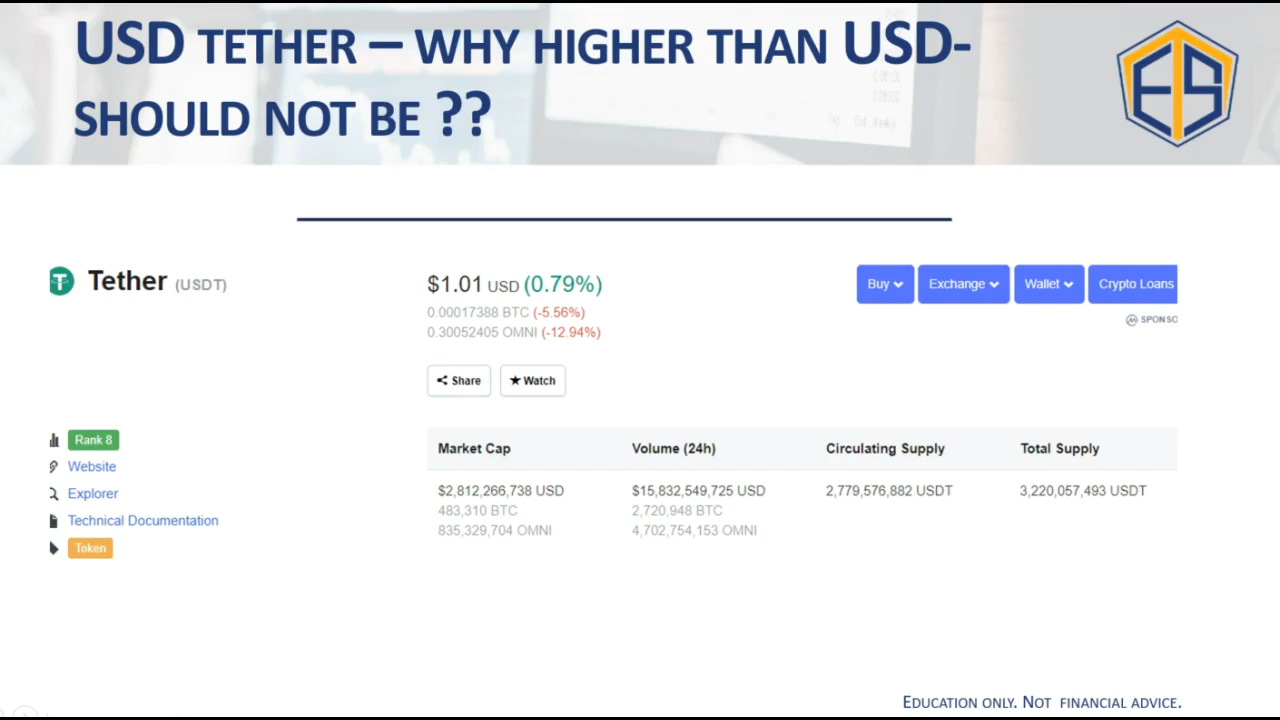 USD TETHER – WHY HIGHER THAN USD-
SHOULD NOT BE ??
Tether (USDT)
$1.01 USD (0.79%)
0.00017388 BTC (-5.56%)
0.30052405 OMNI (-12.94%)
Buy Exchange Wallet Crypto Loans
SPONSC
Share Watch
Rank 8
Website
Explorer
Technical Documentation
Token
Market Cap Volume (24h) Circulating Supply Total Supply
$2,812,266,738 USD $15,832,549,725 USD 2,779,576,882 USDT 3,220,057,493 USDT
483,310 BTC 2,720,948 BTC
835,329,704 OMNI 4,702,754,153 OMNI
EDUCATION ONLY. NOT FINANCIAL ADVICE.